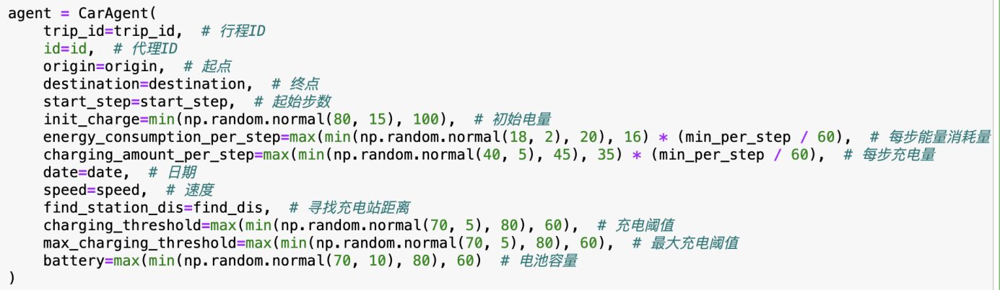 agent = CarAgent(
    trip_id=trip_id,  # 行程ID
    id=id,  # 代理ID
    origin=origin,  # 起点
    destination=destination,  # 终点
    start_step=start_step,  # 起始步数
    init_charge=min(np.random.normal(80, 15), 100),  # 初始电量
    energy_consumption_per_step=max(min(np.random.normal(18, 2), 20), 16) * (min_per_step / 60),  # 每步能量消耗量
    charging_amount_per_step=max(min(np.random.normal(40, 5), 45), 35) * (min_per_step / 60),  # 每步充电量
    date=date,  # 日期
    speed=speed,  # 速度
    find_station_dis=find_dis,  # 寻找充电站距离
    charging_threshold=max(min(np.random.normal(70, 5), 80), 60),  # 充电阈值
    max_charging_threshold=max(min(np.random.normal(70, 5), 80), 60),  # 最大充电阈值
    battery=max(min(np.random.normal(70, 10), 80), 60)  # 电池容量
)